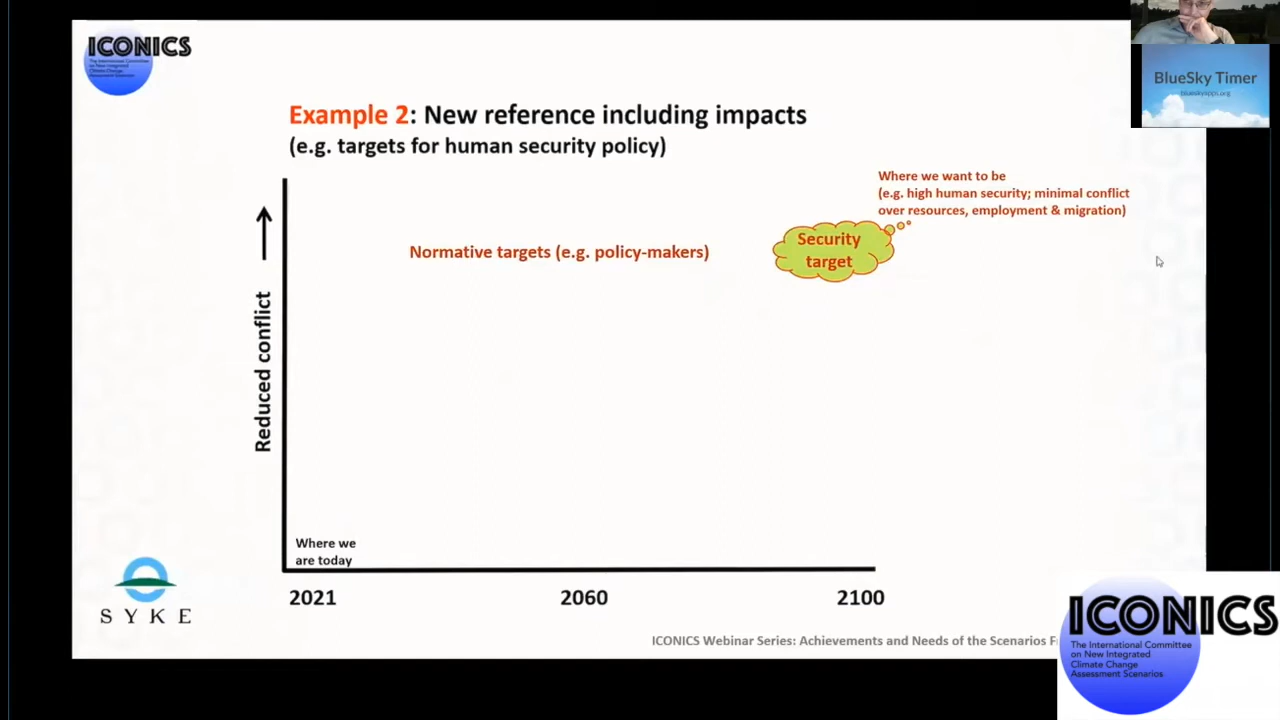 ICONICS
The International Committee
on New Integrated
Climate Change
Assessment Scenarios
BlueSky Timer
blueskyapps.org
Example 2: New reference including impacts
(e.g. targets for human security policy)
Where we want to be
(e.g. high human security; minimal conflict
over resources, employment & migration)
Normative targets (e.g. policy-makers)
Security
target
Reduced conflict
Where we
are today
2021
2060
2100
SYKE
ICONICS Webinar Series: Achievements and Needs of the Scenarios
ICONICS
The International Committee
on New Integrated
Climate Change
Assessment Scenarios